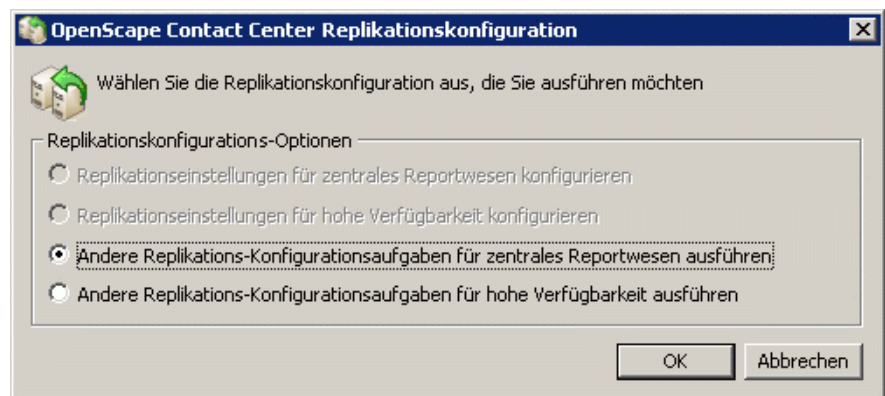 OpenScape Contact Center Replikationskonfiguration
Wählen Sie die Replikationskonfiguration aus, die Sie ausführen möchten
Replikationskonfigurations-Optionen
Replikationseinstellungen für zentrales Reportwesen konfigurieren
Replikationseinstellungen für hohe Verfügbarkeit konfigurieren
Andere Replikations-Konfigurationsaufgaben für zentrales Reportwesen ausführen
Andere Replikations-Konfigurationsaufgaben für hohe Verfügbarkeit ausführen
OK Abbrechen